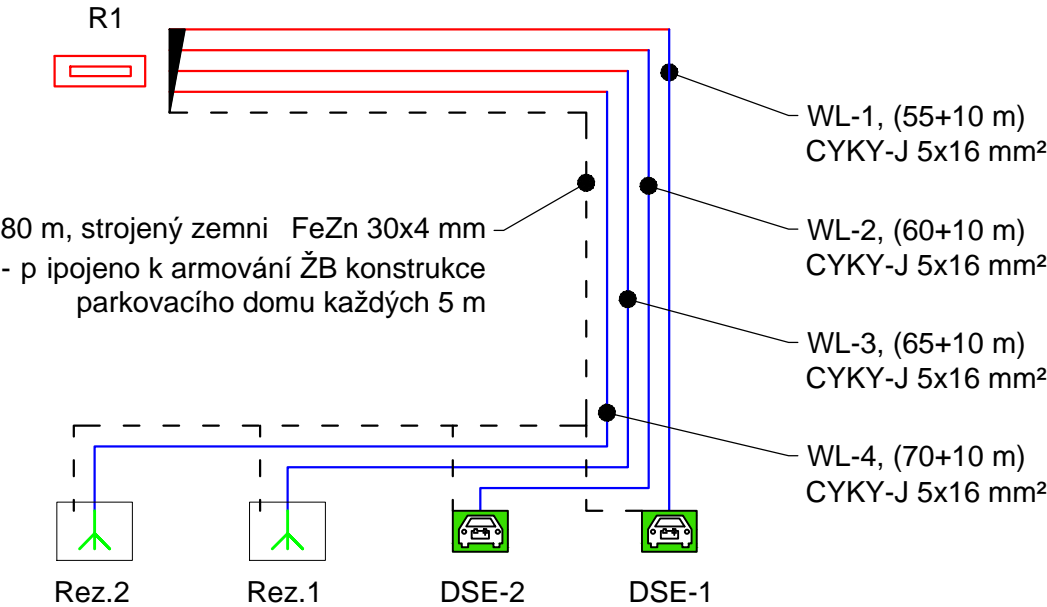 R1
WL-1, (55+10 m)
CYKY-J 5x16 mm²
80 m, strojený zemni FeZn 30x4 mm
- p ipojeno k armování ŽB konstrukce
parkovacího domu každých 5 m
WL-2, (60+10 m)
CYKY-J 5x16 mm²
WL-3, (65+10 m)
CYKY-J 5x16 mm²
WL-4, (70+10 m)
CYKY-J 5x16 mm²
Rez.2
Rez.1
DSE-2
DSE-1